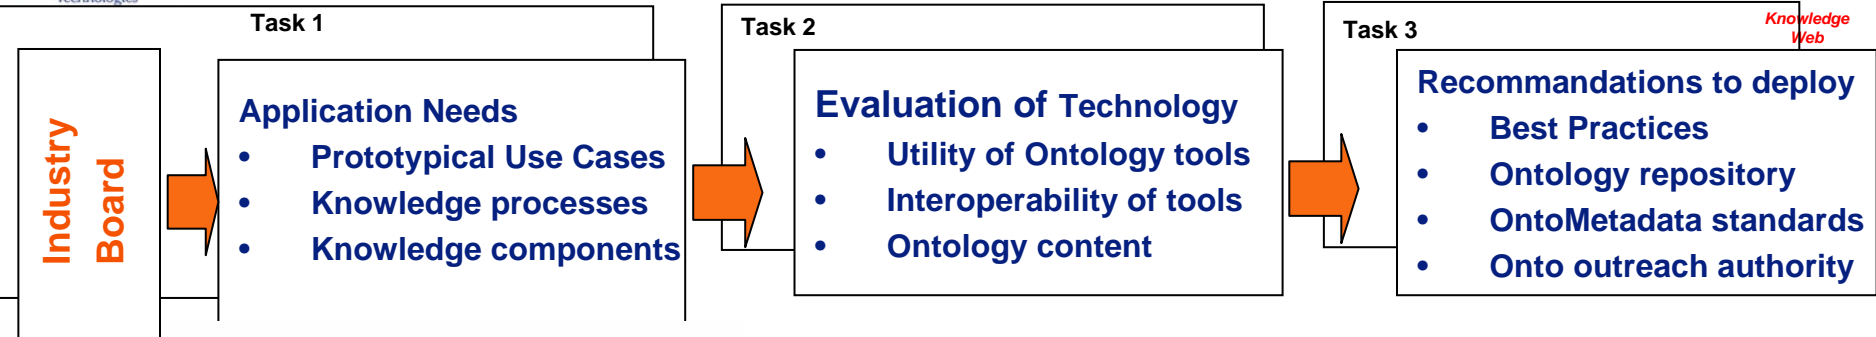 Technologies
Task 1
Industry
Board
Application Needs
• Prototypical Use Cases
• Knowledge processes
• Knowledge components
Task 2
Evaluation of Technology
• Utility of Ontology tools
• Interoperability of tools
• Ontology content
Task 3
Knowledge
Web
Recommandations to deploy
• Best Practices
• Ontology repository
• OntoMetadata standards
• Onto outreach authority